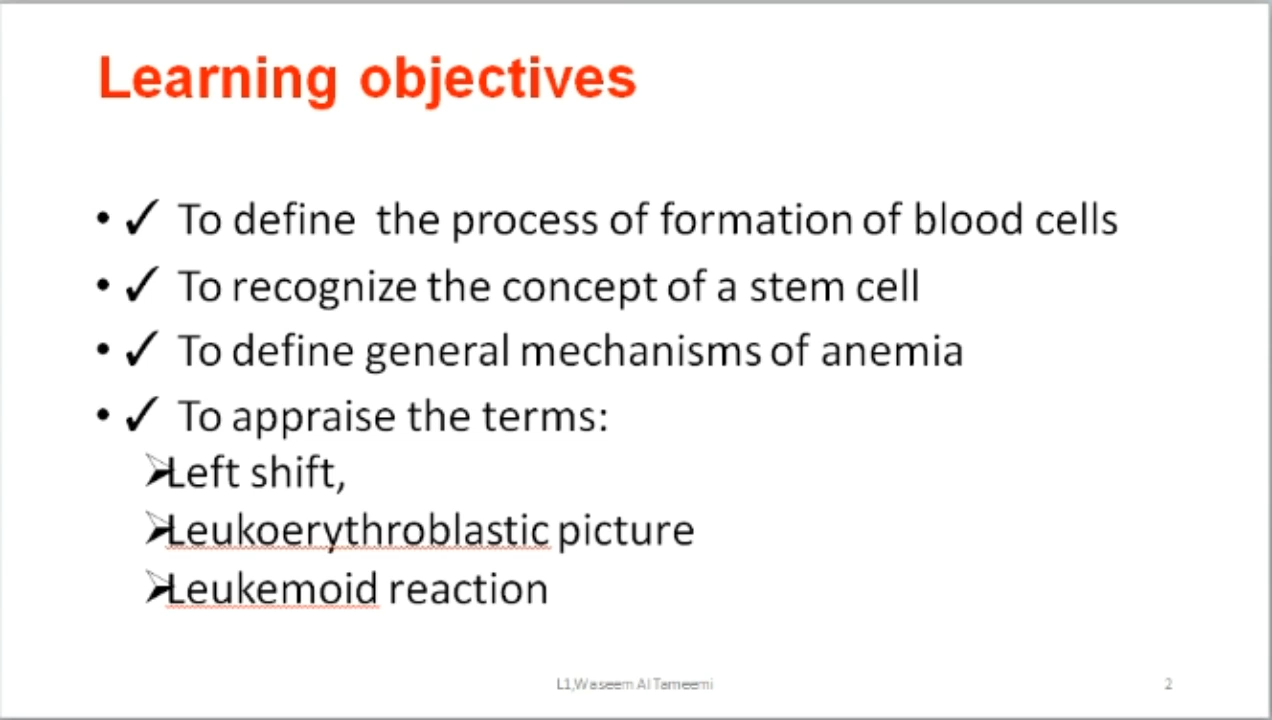 Learning objectives
• ✓ To define the process of formation of blood cells
• ✓ To recognize the concept of a stem cell
• ✓ To define general mechanisms of anemia
• ✓ To appraise the terms:
➢Left shift,
➢Leukoerythroblastic picture
➢Leukemoid reaction
L1,Waseem Al Tameemi
2